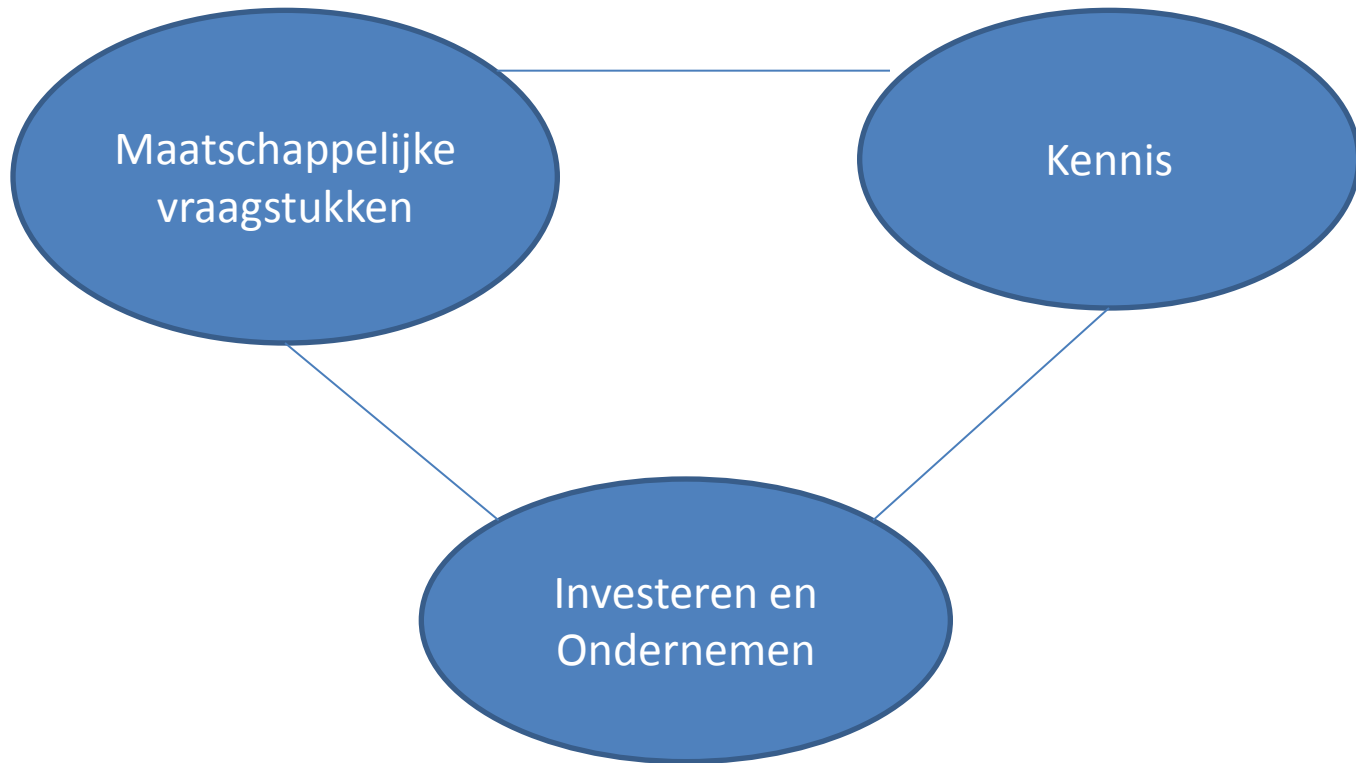 Maatschappelijke
vraagstukken
Kennis
Investeren en
Ondernemen